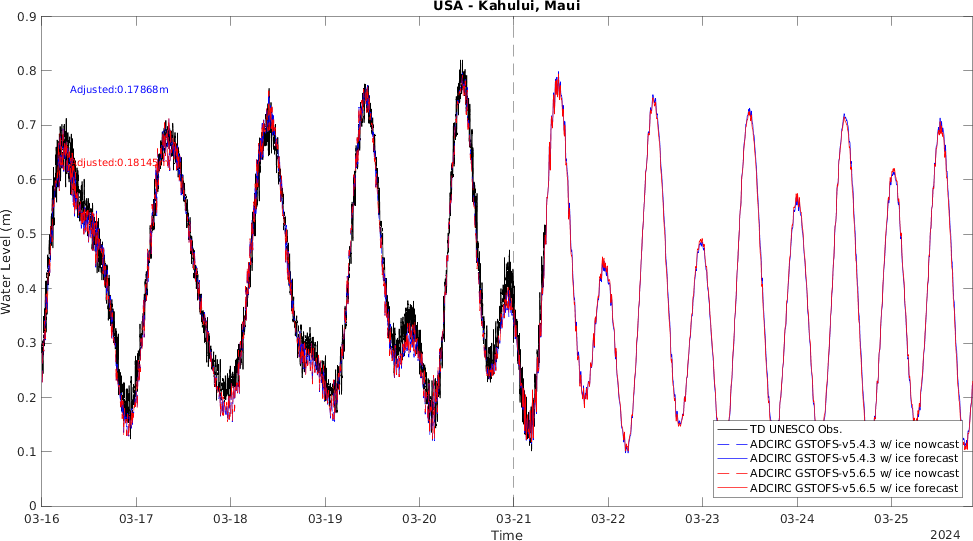 USA - Kahului, Maui
0.9
0.8
0.7
0.6
0.5
0.4
0.3
0.2
0.1
0
Water Level (m)
Adjusted:0.17868m
Adjusted:0.18145m
TD UNESCO Obs.
ADCIRC GSTOFS-v5.4.3 w/ ice nowcast
ADCIRC GSTOFS-v5.4.3 w/ ice forecast
ADCIRC GSTOFS-v5.6.5 w/ ice nowcast
ADCIRC GSTOFS-v5.6.5 w/ ice forecast
03-16 03-17 03-18 03-19 03-20 03-21 03-22 03-23 03-24 03-25
Time
2024